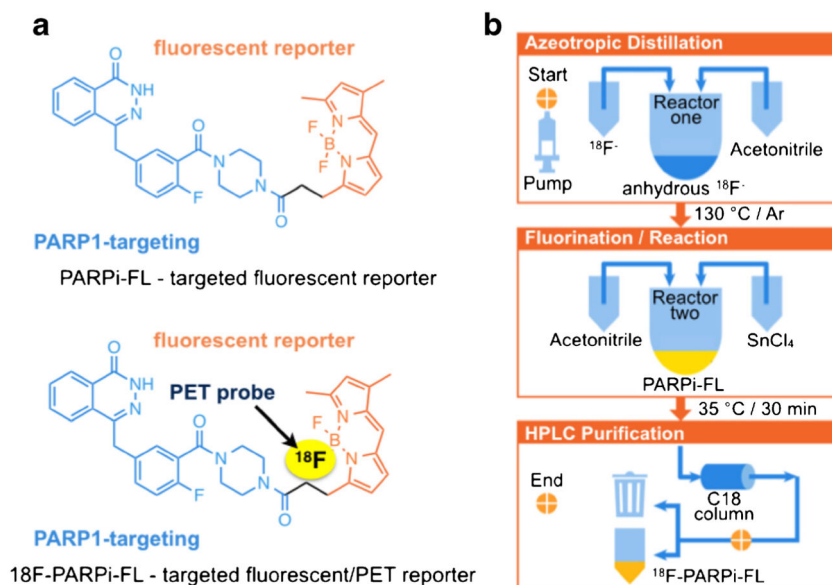 a
fluorescent reporter
O
NH
N
O
N
F
N
O
N
F
B
F
N
PARP1-targeting
PARPi-FL - targeted fluorescent reporter
fluorescent reporter
O
NH
N
PET probe
O
N
F
N
O
18F
N
F
B
N
PARP1-targeting
18F-PARPi-FL - targeted fluorescent/PET reporter
b
Azeotropic Distillation
Start
Pump
18F-
Reactor
one
Acetonitrile
anhydrous 18F-
130 °C / Ar
Fluorination / Reaction
Acetonitrile
Reactor
two
SnCl4
PARPi-FL
35 °C / 30 min
HPLC Purification
End
C18
column
18F-PARPi-FL